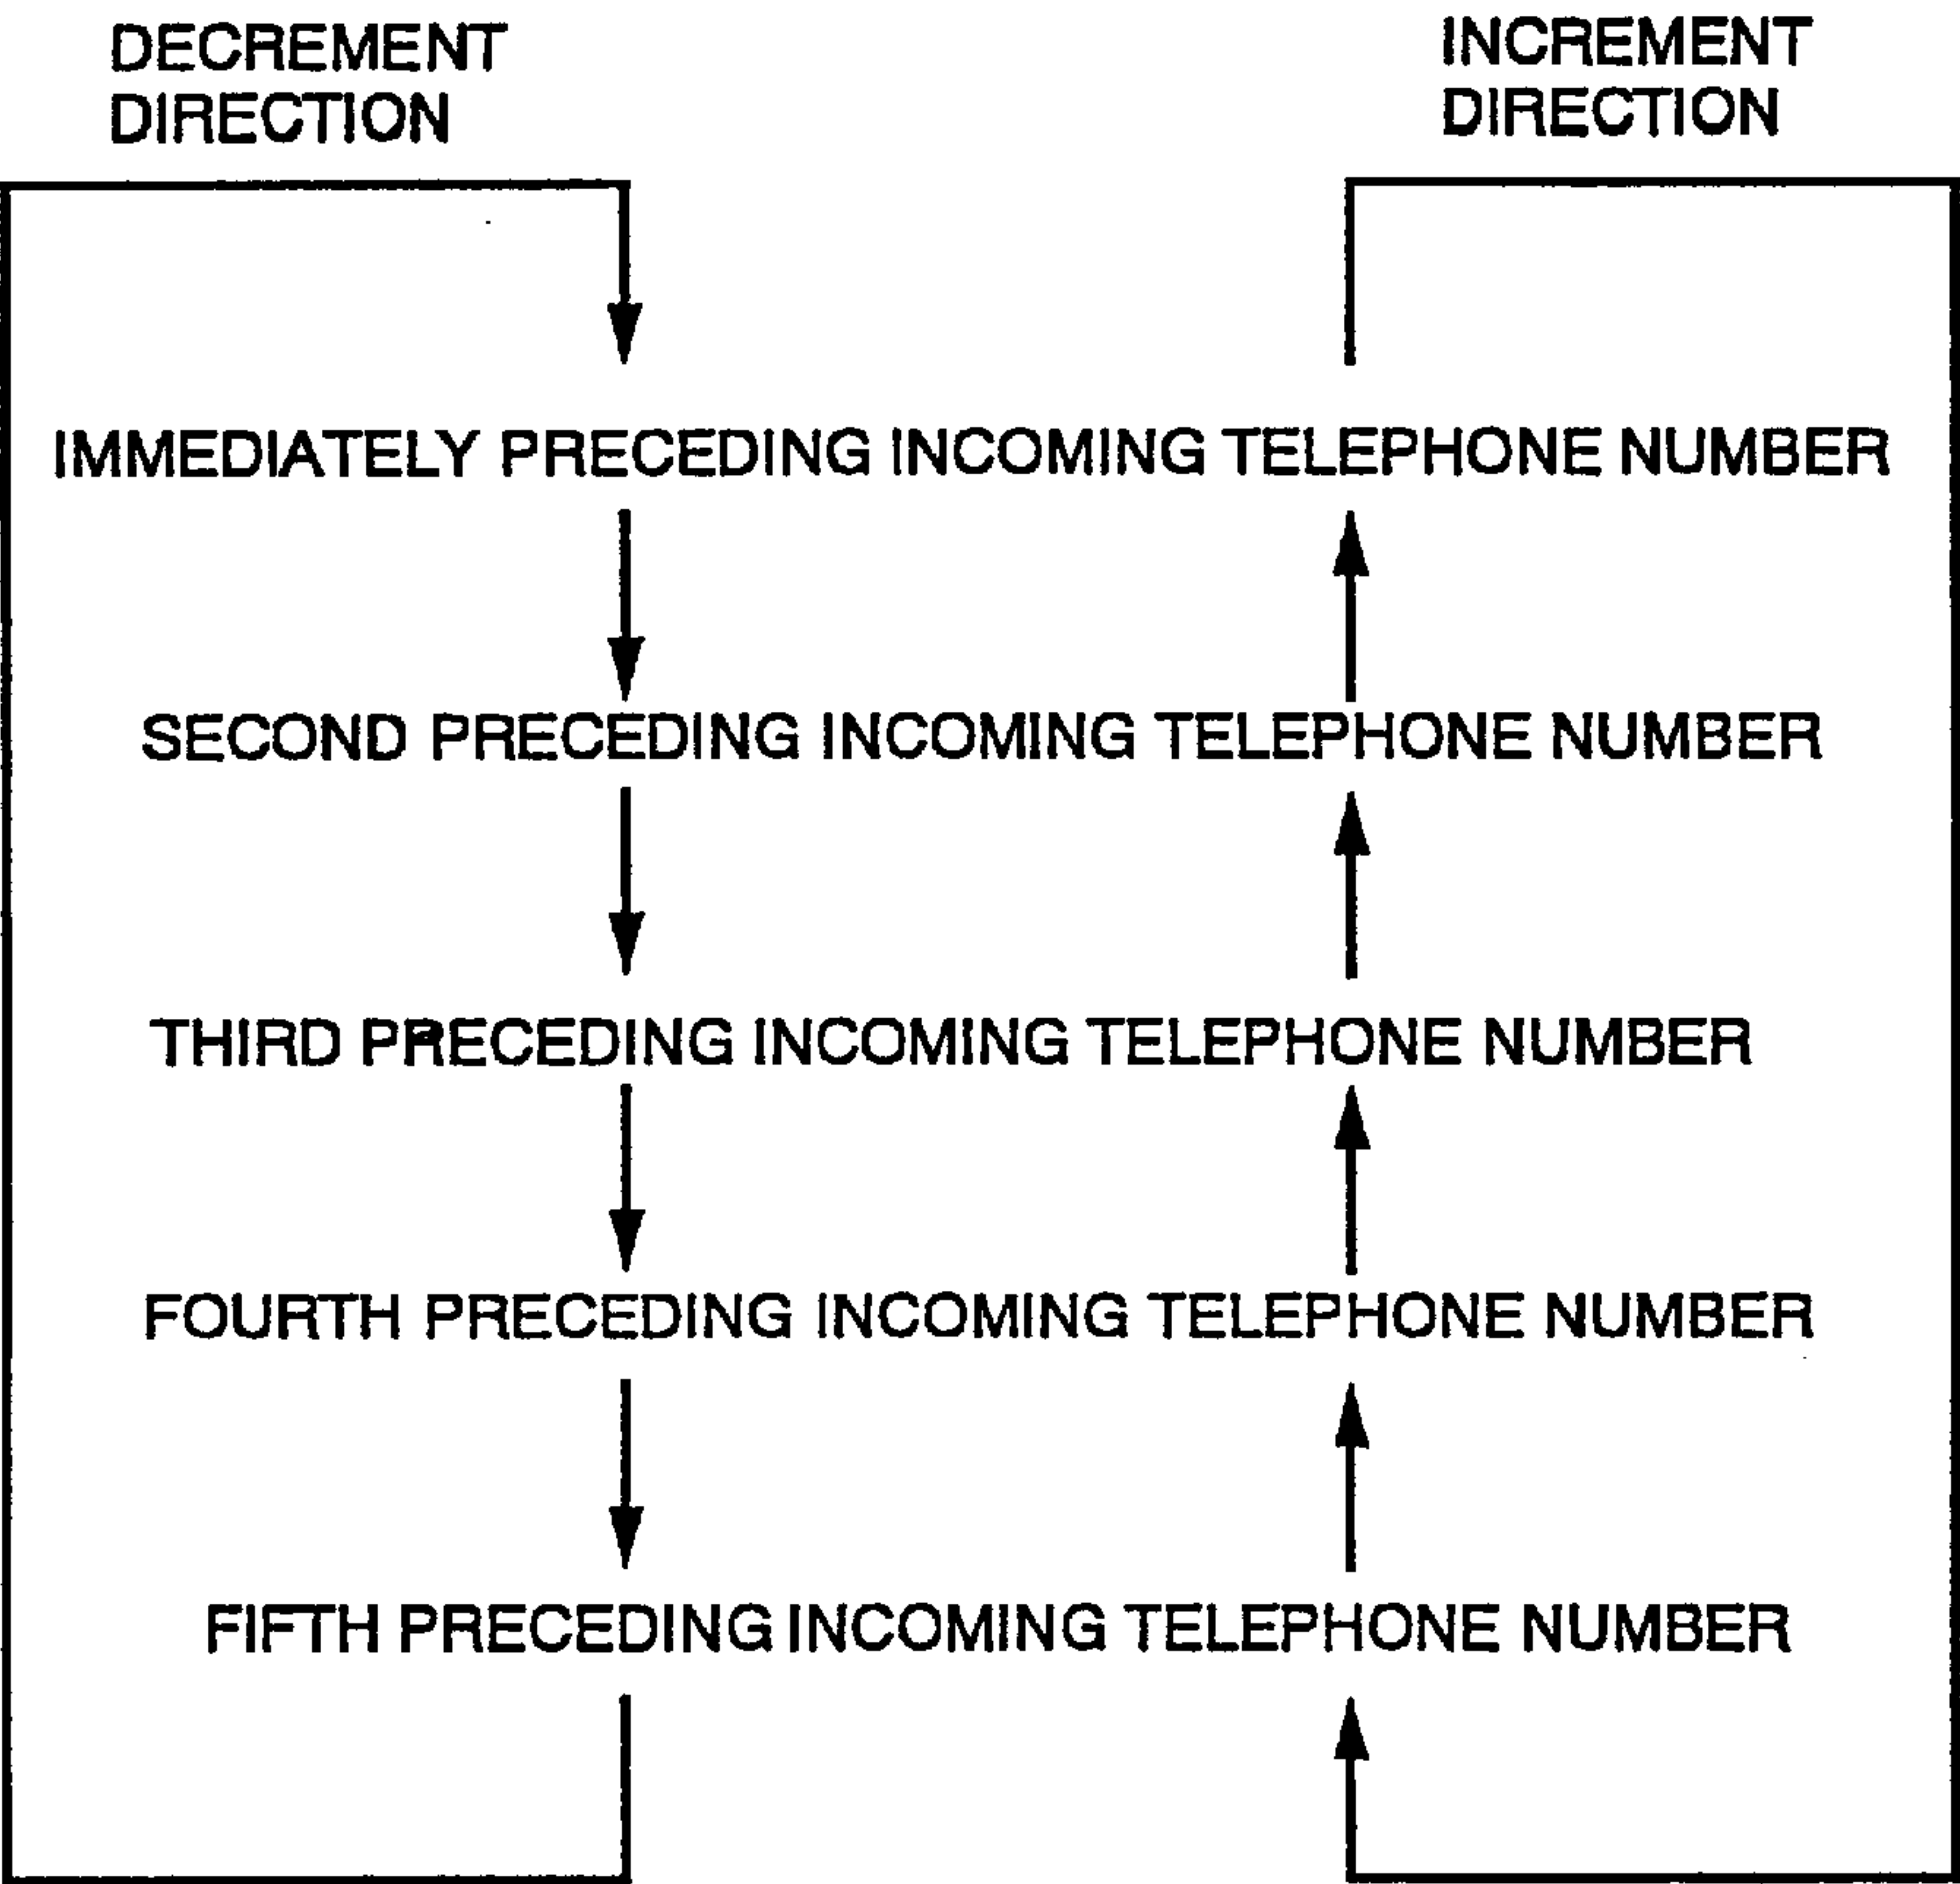 DECREMENT
DIRECTION
INCREMENT
DIRECTION
IMMEDIATELY PRECEDING INCOMING TELEPHONE NUMBER
SECOND PRECEDING INCOMING TELEPHONE NUMBER
THIRD PRECEDING INCOMING TELEPHONE NUMBER
FOURTH PRECEDING INCOMING TELEPHONE NUMBER
FIFTH PRECEDING INCOMING TELEPHONE NUMBER